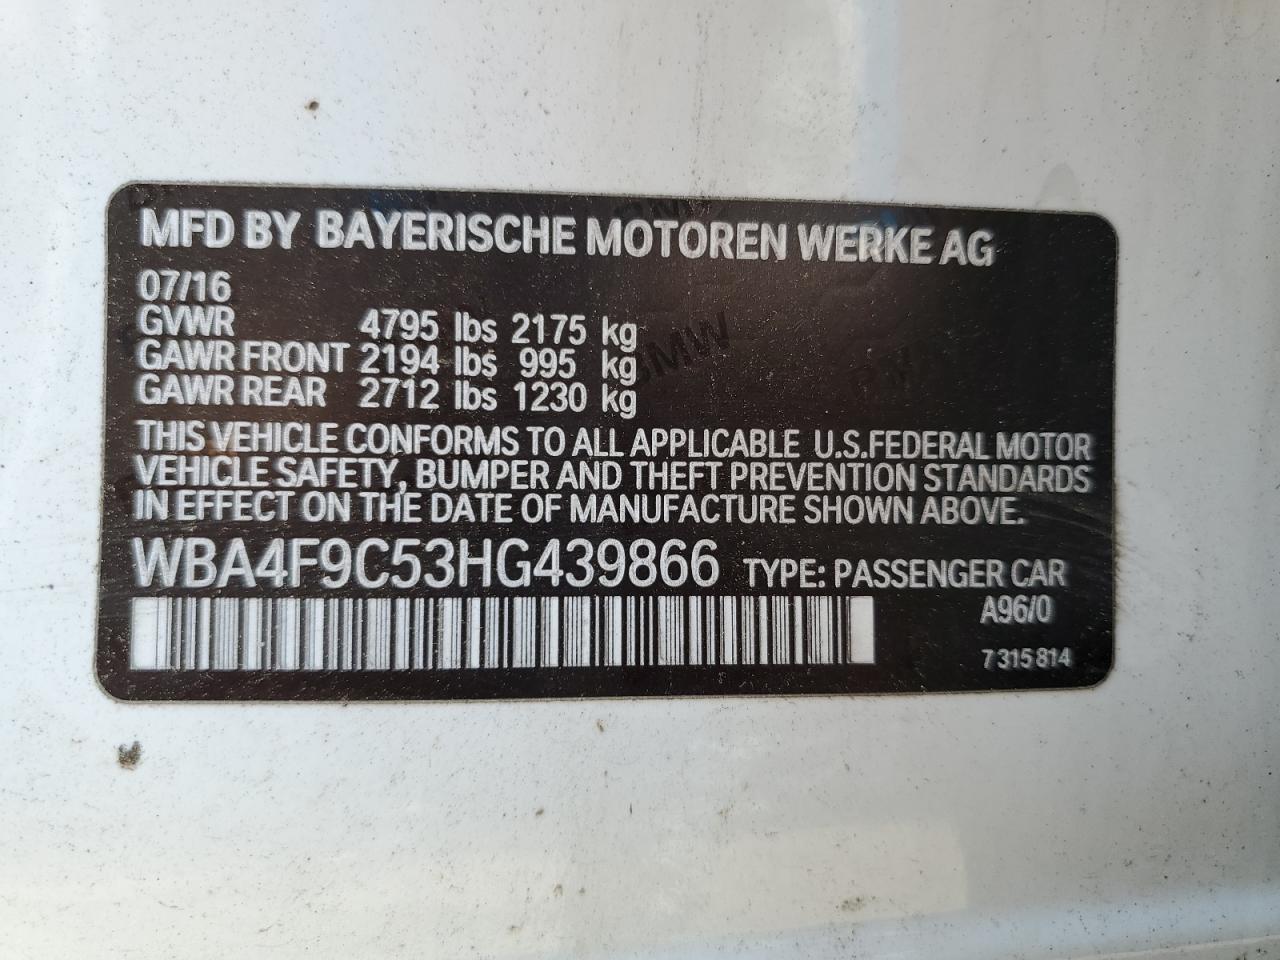 MFD BY BAYERISCHE MOTOREN WERKE AG
07/16
GVWR 4795 lbs 2175 kg
GAWR FRONT 2194 lbs 995 kg
GAWR REAR 2712 lbs 1230 kg
THIS VEHICLE CONFORMS TO ALL APPLICABLE U.S.FEDERAL MOTOR
VEHICLE SAFETY, BUMPER AND THEFT PREVENTION STANDARDS
IN EFFECT ON THE DATE OF MANUFACTURE SHOWN ABOVE.
WBA4F9C53HG439866 TYPE: PASSENGER CAR
A96/0
7 315 814
BMW